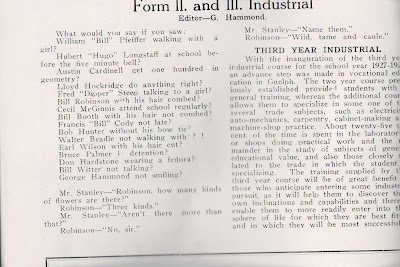 Form II. and III. Industrial
Editor—G. Hammond.
What would you say if you saw:
William "Bill" Pfeiffer walking with a
girl?
Hubert "Hugo" Longstaff at school be-
fore the five minute bell?
Austin Cardinell get one hundred in
geometry?
Lloyd Hockridge do anything right?
Fred "Dipper" Steep talking to a girl?
Bill Robinson with his hair combed?
Cecil McGinnis attend school regularly?
Bill Booth with his hair not combed?
Francis "Bill" Cody not late?
Bob Hunter without his bow tie?
Walter Beadle not walking with ? !
Earl Wilson with his hair cut?
Bruce Palmer in detention?
Don Hardstone wearing a fedora?
Bill Witter not talking?
George Hammond not smiling?
Mr. Stanley—"Robinson, how many kinds
of flowers are there?"
Robinson—"Three kinds."
Mr. Stanley—"Aren't there more than
that?"
Robinson—"No, sir."
Mr. Stanley—"Name them."
Robinson—"Wild, tame and caule."
THIRD YEAR INDUSTRIAL
With the inauguration of the third year
industrial course for the school year 1927-192
an advance step was made in vocational edu-
cation in Guelph. The two year course prev-
iously established provided students with
general training, whereas the additional cour
allows them to specialize in some one of
several trade subjects, such as electrici
auto-mechanics, carpentry, cabinet-making a
machine-shop practice. About twenty-five p
cent. of the time is spent in the laborator
or shops doing practical work and the
mainder in the study of subjects of gener
educational value, and also those closely
lated to the trade in which the student
specializing. The training supplied by
third year course will be of great benefit
those who anticipate entering some industri
pursuit, as it will help them to discover th
own inclinations and capabilities and there
enable them to more readily enter into th
sphere of life for which they are best fitt
and in which they will be most successful